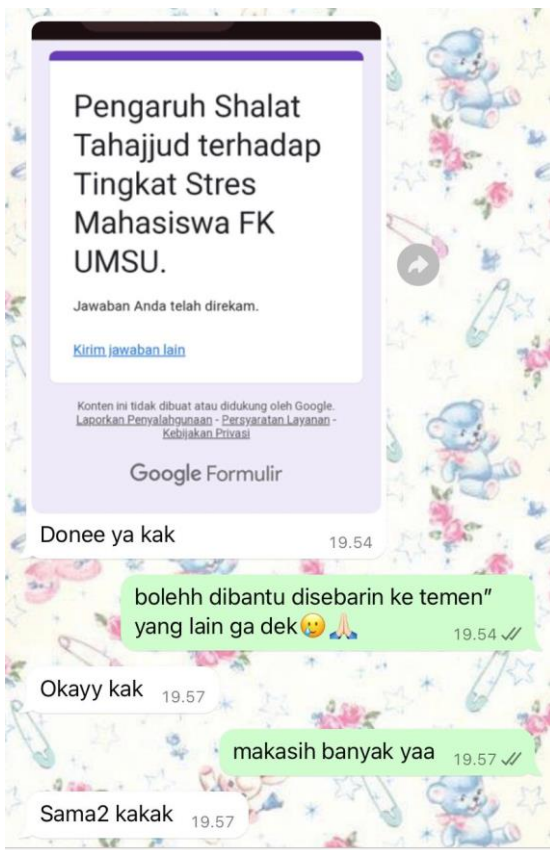 Pengaruh Shalat
Tahajjud terhadap
Tingkat Stres
Mahasiswa FK
UMSU.
Jawaban Anda telah direkam.
Kirim jawaban lain
Konten ini tidak dibuat atau didukung oleh Google.
Laporkan Penyalahgunaan - Persyaratan Layanan -
Kebijakan Privasi
Google Formulir
Donee ya kak
19.54
bolehh dibantu disebarin ke temen”
yang lain ga dek🥲🙏🏻
19.54
Okayy kak 19.57
makasih banyak yaa 19.57
Sama2 kakak 19.57